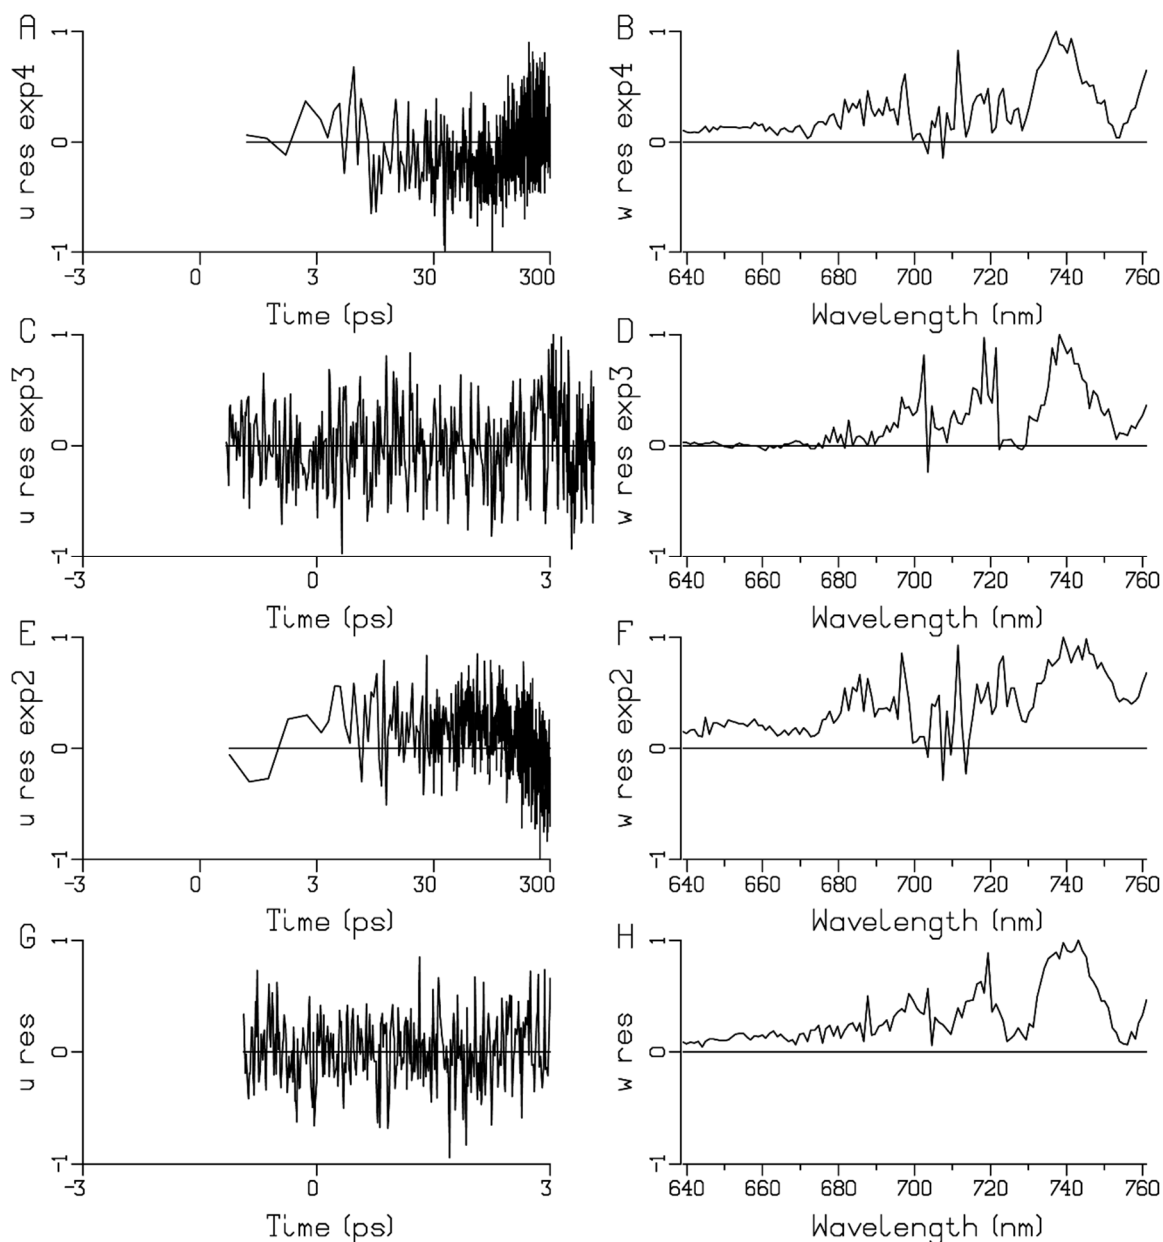 A B
u res exp4
1
0
-1
-3 0 3 30 300
Time (ps)
w res exp4
1
0
-1
640 660 680 700 720 740 760
Wavelength (nm)
C D
u res exp3
1
0
-1
-3 0 3
Time (ps)
w res exp3
1
0
-1
640 660 680 700 720 740 760
Wavelength (nm)
E F
u res exp2
1
0
-1
-3 0 3 30 300
Time (ps)
w res exp2
1
0
-1
640 660 680 700 720 740 760
Wavelength (nm)
G H
u res
1
0
-1
-3 0 3
Time (ps)
w res
1
0
-1
640 660 680 700 720 740 760
Wavelength (nm)